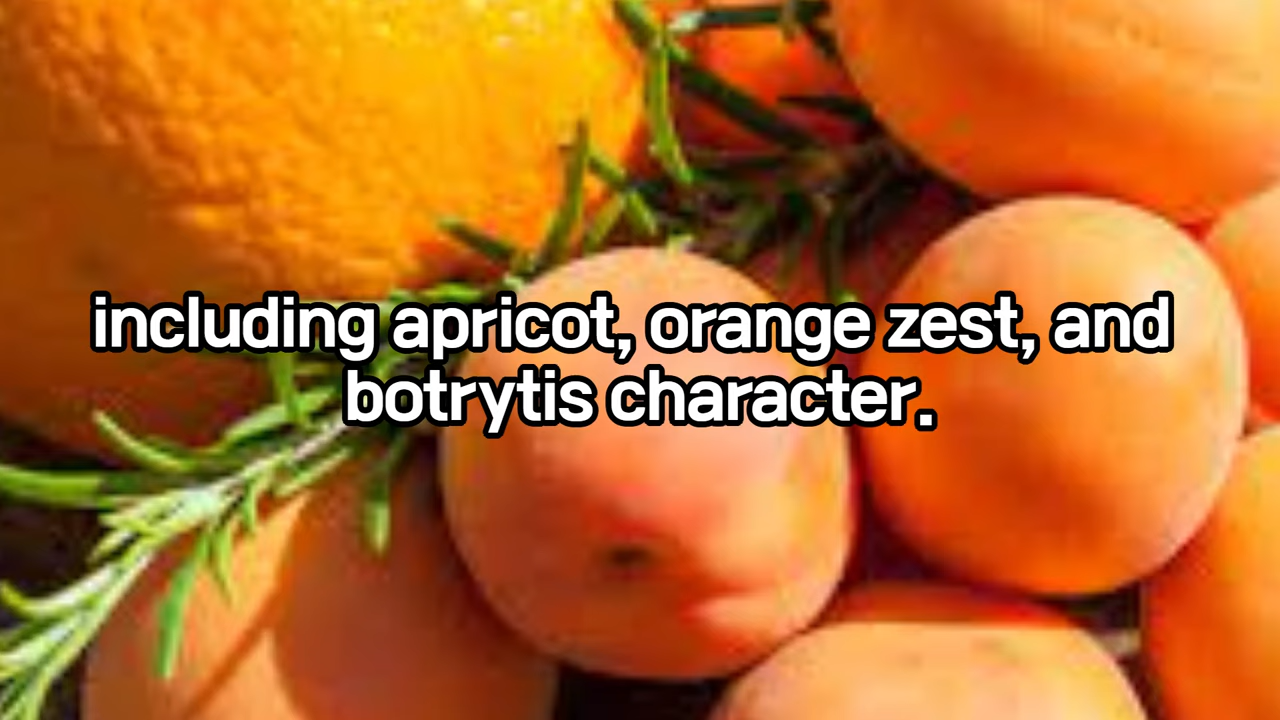 including apricot, orange zest, and
botrytis character.